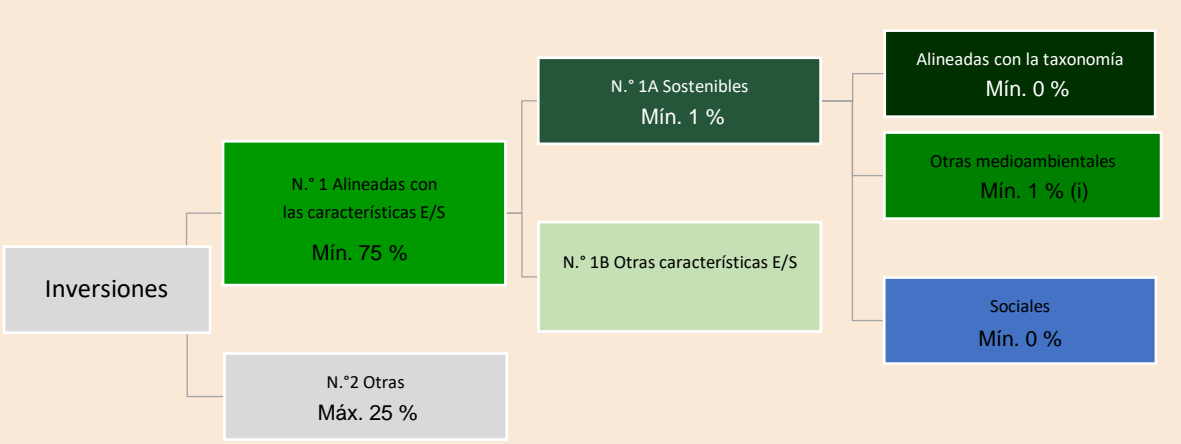 Inversiones
N.° 1 Alineadas con
las características E/S
Mín. 75 %
N.°2 Otras
Máx. 25 %
N.° 1A Sostenibles
Mín. 1 %
N.° 1B Otras características E/S
Alineadas con la taxonomía
Mín. 0 %
Otras medioambientales
Mín. 1 % (i)
Sociales
Mín. 0 %